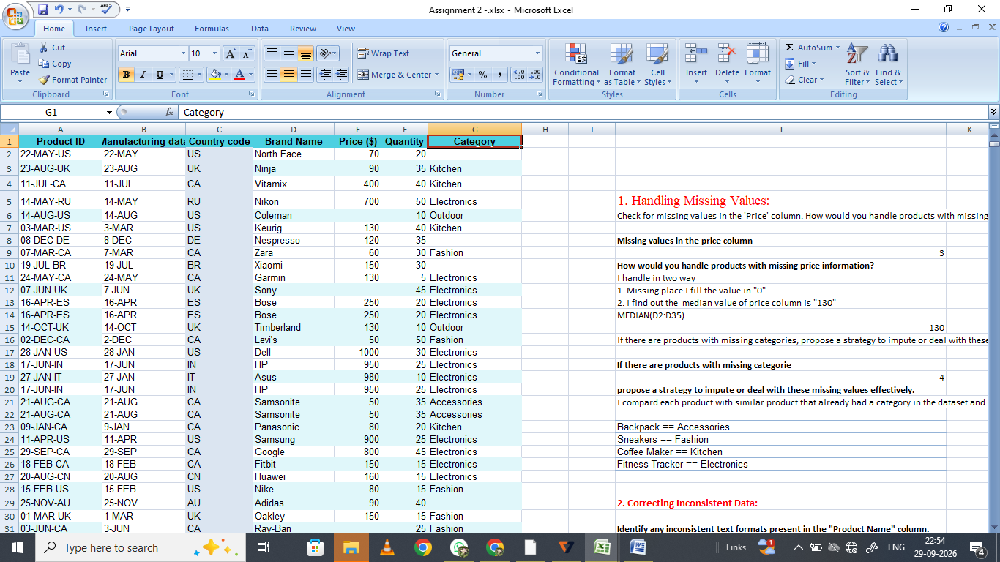 Assignment 2 -.xlsx - Microsoft Excel
Home Insert Page Layout Formulas Data Review View
Paste Cut Copy Format Painter Clipboard
Arial 10 B I U Font
Wrap Text Merge & Center Alignment
General % , Number
Conditional Formatting Format as Table Cell Styles Styles
Insert Delete Format Cells
Σ AutoSum Fill Clear Sort & Filter Find & Select Editing
G1 fx Category
A B C D E F G H I J K
1 Product ID Manufacturing data Country code Brand Name Price ($) Quantity Category
2 22-MAY-US 22-MAY US North Face 70 20
3 23-AUG-UK 23-AUG UK Ninja 90 35 Kitchen
4 11-JUL-CA 11-JUL CA Vitamix 400 40 Kitchen
5 14-MAY-RU 14-MAY RU Nikon 700 50 Electronics 1. Handling Missing Values:
6 14-AUG-US 14-AUG US Coleman 10 Outdoor Check for missing values in the 'Price' column. How would you handle products with missing
7 03-MAR-US 3-MAR US Keurig 130 40 Kitchen
8 08-DEC-DE 8-DEC DE Nespresso 120 35 Missing values in the price column
9 07-MAR-CA 7-MAR CA Zara 60 30 Fashion 3
10 19-JUL-BR 19-JUL BR Xiaomi 150 30 How would you handle products with missing price information?
11 24-MAY-CA 24-MAY CA Garmin 130 5 Electronics I handle in two way
12 07-JUN-UK 7-JUN UK Sony 45 Electronics 1. Missing place I fill the value in "0"
13 16-APR-ES 16-APR ES Bose 250 20 Electronics 2. I find out the median value of price column is "130"
14 16-APR-ES 16-APR ES Bose 250 20 Electronics MEDIAN(D2:D35)
15 14-OCT-UK 14-OCT UK Timberland 130 10 Outdoor 130
16 02-DEC-CA 2-DEC CA Levi's 50 50 Fashion If there are products with missing categories, propose a strategy to impute or deal with these
17 28-JAN-US 28-JAN US Dell 1000 30 Electronics
18 17-JUN-IN 17-JUN IN HP 950 25 Electronics If there are products with missing categorie
19 27-JAN-IT 27-JAN IT Asus 980 10 Electronics 4
20 17-JUN-IN 17-JUN IN HP 950 25 Electronics propose a strategy to impute or deal with these missing values effectively.
21 21-AUG-CA 21-AUG CA Samsonite 50 35 Accessories I compard each product with similar product that already had a category in the dataset and
22 21-AUG-CA 21-AUG CA Samsonite 50 35 Accessories
23 09-JAN-CA 9-JAN CA Panasonic 80 20 Kitchen Backpack == Accessories
24 11-APR-US 11-APR US Samsung 900 25 Electronics Sneakers == Fashion
25 29-SEP-CA 29-SEP CA Google 800 45 Electronics Coffee Maker == Kitchen
26 18-FEB-CA 18-FEB CA Fitbit 150 15 Electronics Fitness Tracker == Electronics
27 20-AUG-CN 20-AUG CN Huawei 160 15 Electronics
28 15-FEB-US 15-FEB US Nike 80 15 Fashion
29 25-NOV-AU 25-NOV AU Adidas 90 40 2. Correcting Inconsistent Data:
30 01-MAR-UK 1-MAR UK Oakley 150 15 Fashion
31 03-JUN-CA 3-JUN CA Ray-Ban 25 Fashion Identify any inconsistent text formats present in the "Product Name" column.
Type here to search Links 1 ENG 22:54 29-09-2026 4